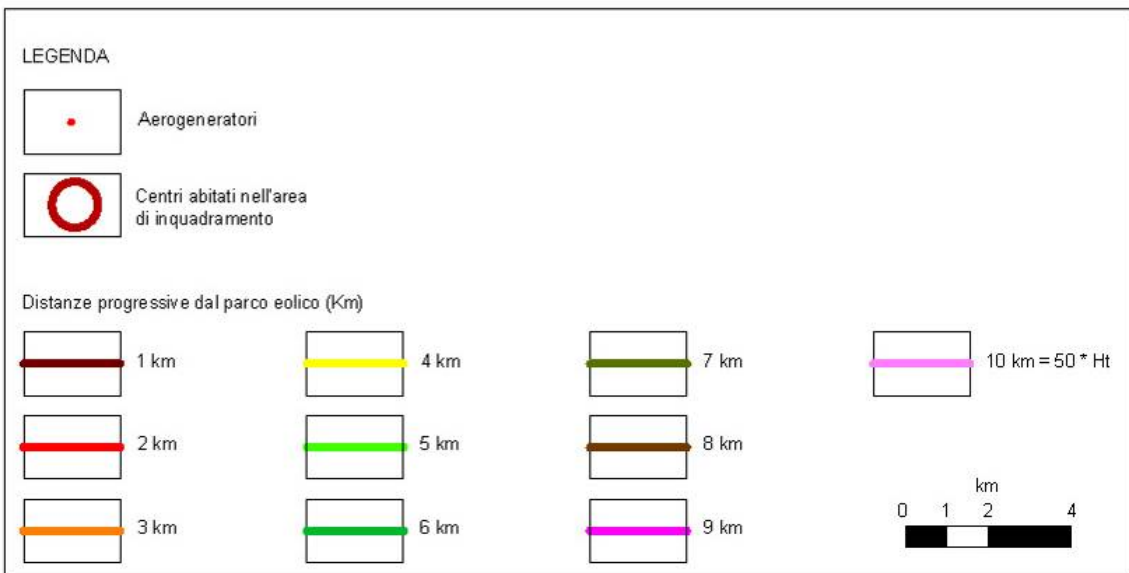 LEGENDA
Aerogeneratori
Centri abitati nell'area
di inquadramento
Distanze progressive dal parco eolico (Km)
1 km
4 km
7 km
10 km = 50 * Ht
2 km
5 km
8 km
3 km
6 km
9 km
km
0 1 2 4